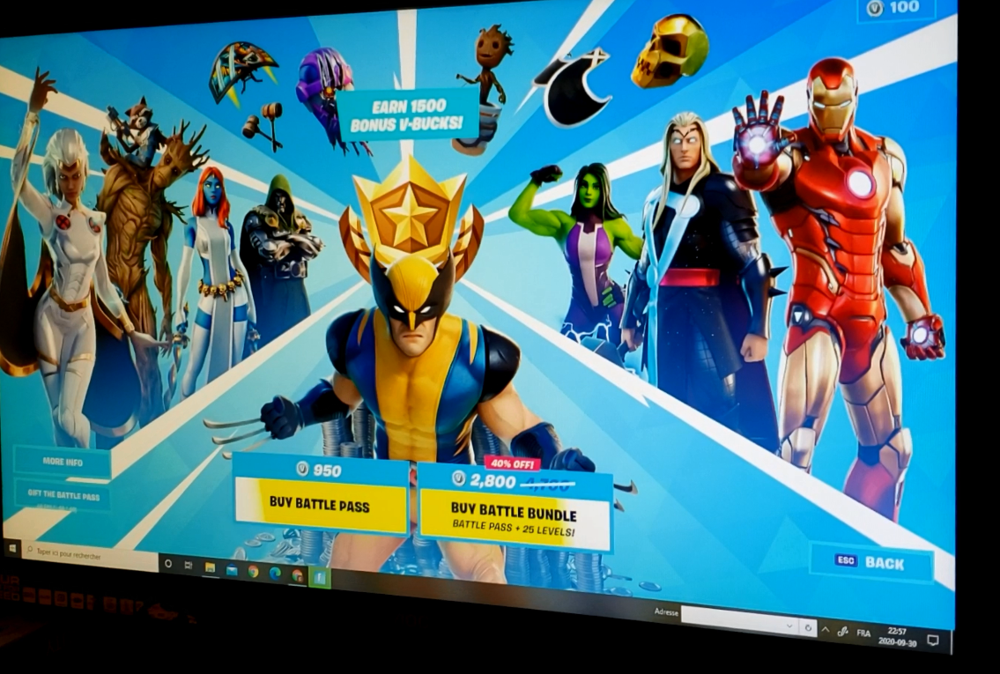 100
EARN 1500
BONUS V-BUCKS!
MORE INFO
GIFT THE BATTLE PASS
950
BUY BATTLE PASS
40% OFF!
2,800 4,700
BUY BATTLE BUNDLE
BATTLE PASS + 25 LEVELS!
ESC BACK
Taper ici pour rechercher
Adresse
FRA
22:57
2020-09-30